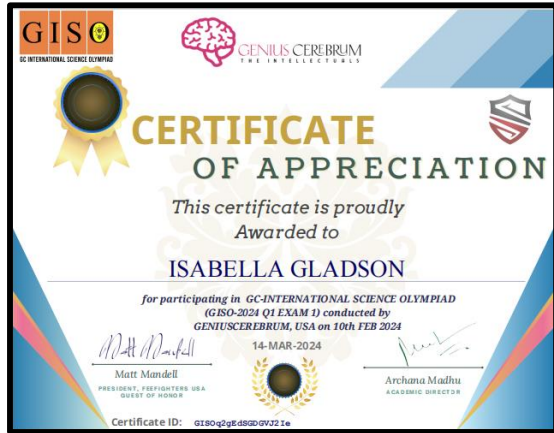 GISO
GC INTERNATIONAL SCIENCE OLYMPIAD
GENIUS CEREBRUM
THE INTELLECTUALS
CERTIFICATE
OF APPRECIATION
This certificate is proudly
Awarded to
ISABELLA GLADSON
for participating in GC-INTERNATIONAL SCIENCE OLYMPIAD
(GISO-2024 Q1 EXAM 1) conducted by
GENIUSCEREBRUM, USA on 10th FEB 2024
14-MAR-2024
Matt Mandell
Matt Mandell
PRESIDENT, FEEFIGHTERS USA
GUEST OF HONOR
Archana Madhu
ACADEMIC DIRECTOR
Certificate ID: GISOq2gEdSGDGVJ2Ie